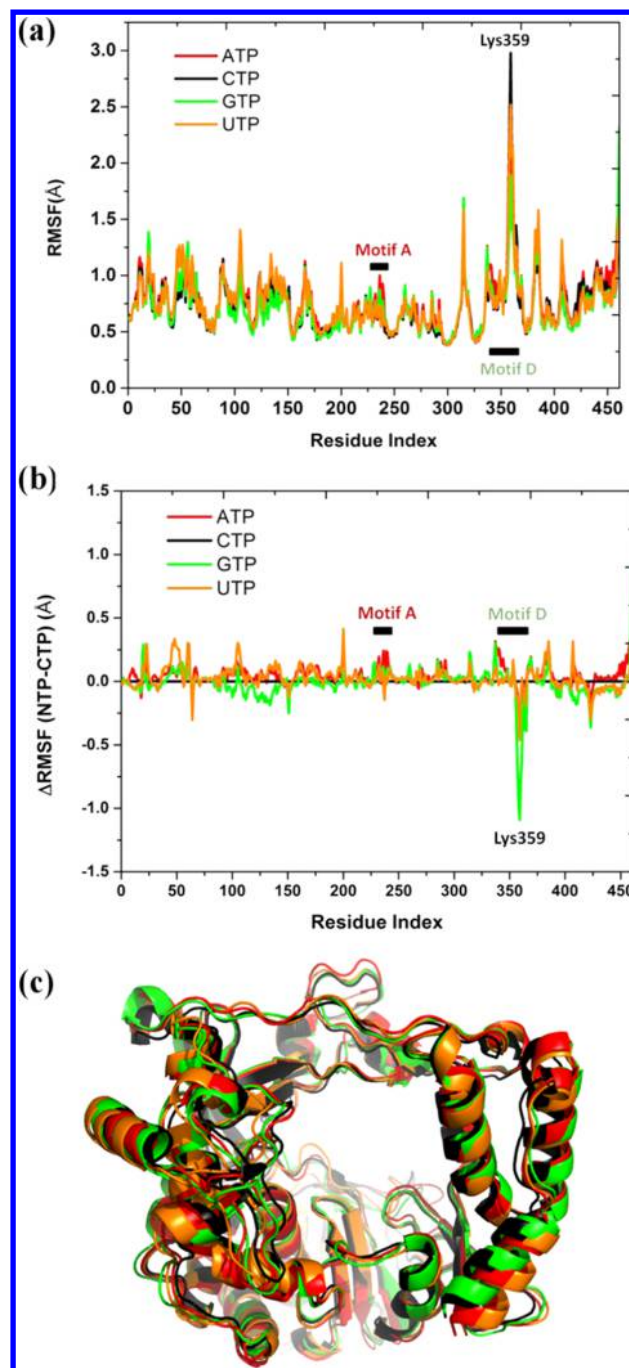 (a)
Lys359
3.0
ATP
CTP
GTP
UTP
2.5
2.0
RMSF(Å)
1.5
Motif A
1.0
0.5
Motif D
0.0
0 50 100 150 200 250 300 350 400 450
Residue Index
(b)
1.5
ATP
CTP
GTP
UTP
1.0
ΔRMSF (NTP-CTP) (Å)
0.5
Motif A
Motif D
0.0
-0.5
-1.0
Lys359
-1.5
0 50 100 150 200 250 300 350 400 450
Residue Index
(c)